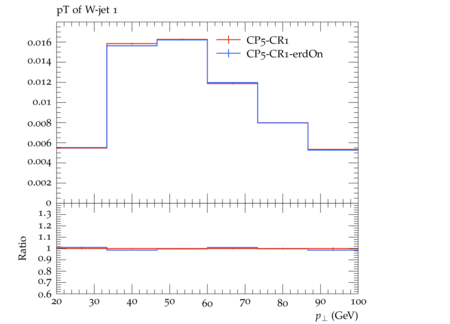 pT of W-jet 1
0.016
0.014
0.012
0.01
0.008
0.006
0.004
0.002
0
CP5-CR1
CP5-CR1-erdOn
Ratio
1.3
1.2
1.1
1
0.9
0.8
0.7
0.6
20 30 40 50 60 70 80 90 100
p⊥ (GeV)